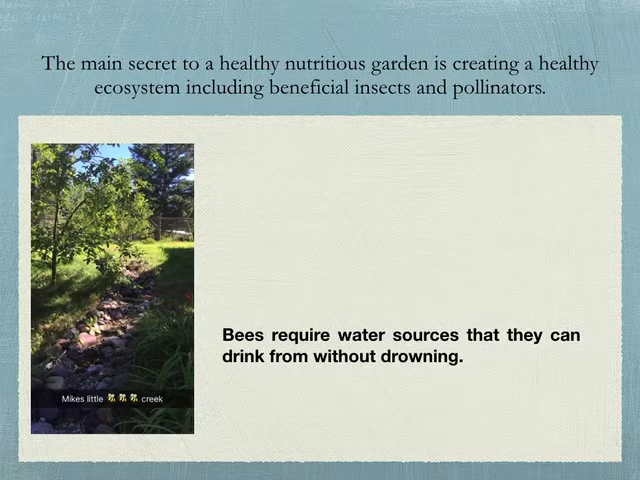 The main secret to a healthy nutritious garden is creating a healthy
ecosystem including beneficial insects and pollinators.
Bees require water sources that they can
drink from without drowning.
Mikes little 🐝 🐝 🐝 creek